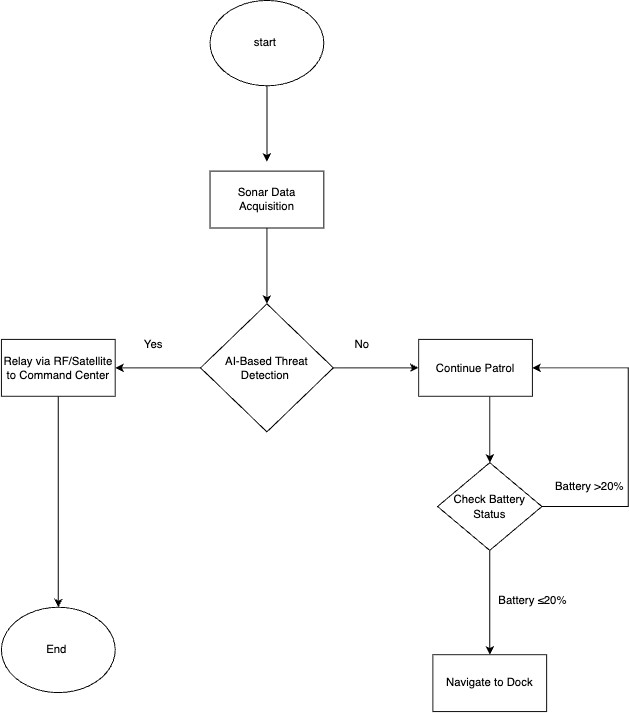 start
Sonar Data
Acquisition
AI-Based Threat
Detection
Yes
No
Relay via RF/Satellite
to Command Center
Continue Patrol
Check Battery
Status
Battery >20%
Battery ≤20%
End
Navigate to Dock